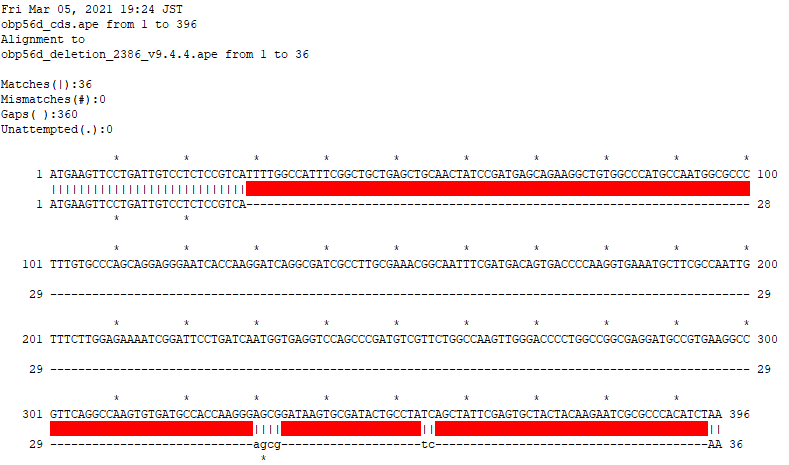 Fri Mar 05, 2021 19:24 JST
obp56d_cds.ape from 1 to 396
Alignment to
obp56d_deletion_2386_v9.4.4.ape from 1 to 36
Matches(|):36
Mismatches(#):0
Gaps( ):360
Unattempted(.):0
* * * * * * * * * *
1 ATGAAGTTCCTGATTGTCCTCTCCGTCATTTTGGCCATTTCGGCTGCTGAGCTGCAACTATCCGATGAGCAGAAGGCTGTGGCCCATGCCAATGGCGCCC 100
||||||||||||||||||||||||||||
1 ATGAAGTTCCTGATTGTCCTCTCCGTCA------------------------------------------------------------------------ 28
* *
* * * * * * * * * *
101 TTTGTGCCCAGCAGGAGGGAATCACCAAGGATCAGGCGATCGCCTTGCGAAACGGCAATTTCGATGACAGTGACCCCAAGGTGAAATGCTTCGCCAATTG 200
29 ---------------------------------------------------------------------------------------------------- 29
* * * * * * * * * *
201 TTTCTTGGAGAAAATCGGATTCCTGATCAATGGTGAGGTCCAGCCCGATGTCGTTCTGGCCAAGTTGGGACCCCTGGCCGGCGAGGATGCCGTGAAGGCC 300
29 ---------------------------------------------------------------------------------------------------- 29
* * * * * * * * *
301 GTTCAGGCCAAGTGTGATGCCACCAAGGGAGCGGATAAGTGCGATACTGCCTATCAGCTATTCGAGTGCTACTACAAGAATCGCGCCCACATCTAA 396
|||| || ||
29 -----------------------------agcg--------------------tc---------------------------------------AA 36
*